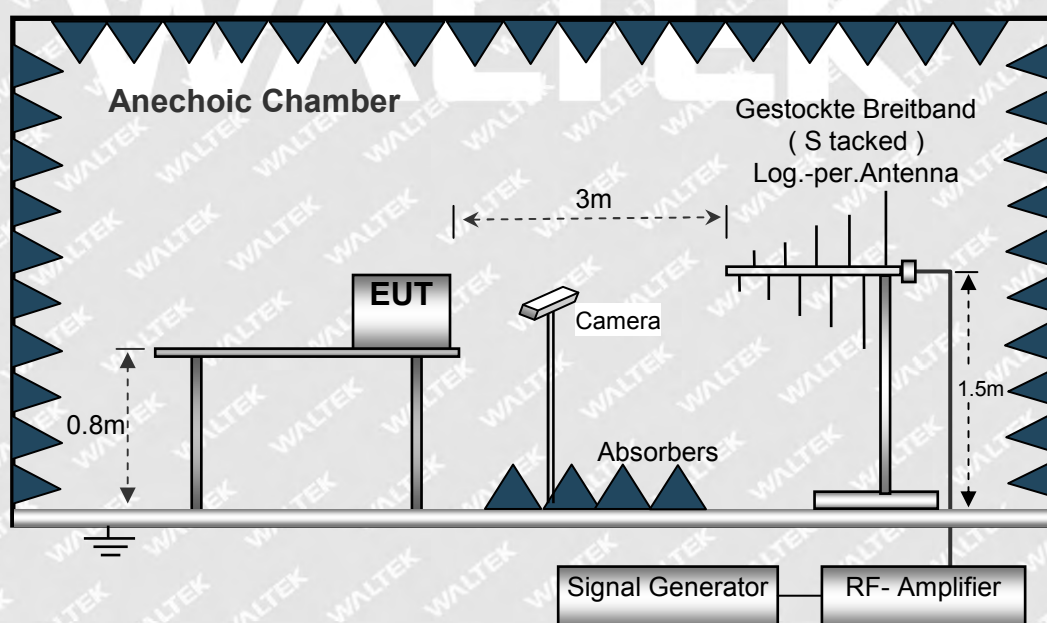 WALTEK
Anechoic Chamber
Gestockte Breitband
( S tacked )
Log.-per.Antenna
3m
EUT
Camera
1.5m
0.8m
Absorbers
Signal Generator
RF- Amplifier